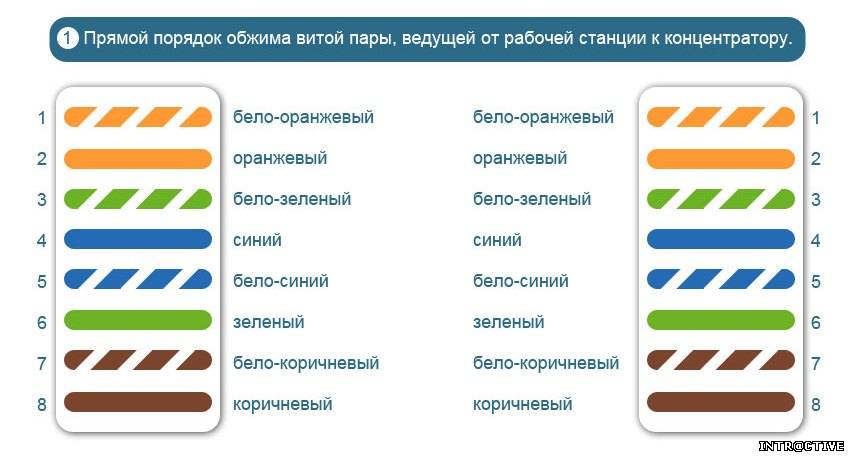 1 Прямой порядок обжима витой пары, ведущей от рабочей станции к концентратору.
1 бело-оранжевый бело-оранжевый 1
2 оранжевый оранжевый 2
3 бело-зеленый бело-зеленый 3
4 синий синий 4
5 бело-синий бело-синий 5
6 зеленый зеленый 6
7 бело-коричневый бело-коричневый 7
8 коричневый коричневый 8
INTR@CTIVE